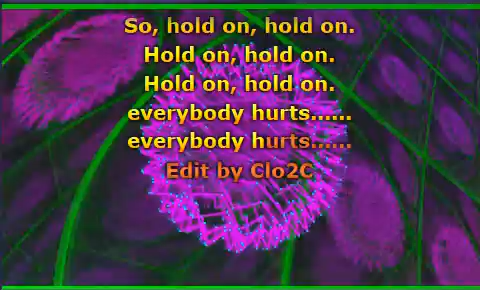 So, hold on, hold on.
Hold on, hold on.
Hold on, hold on.
everybody hurts......
everybody hurts......
Edit by Clo2C